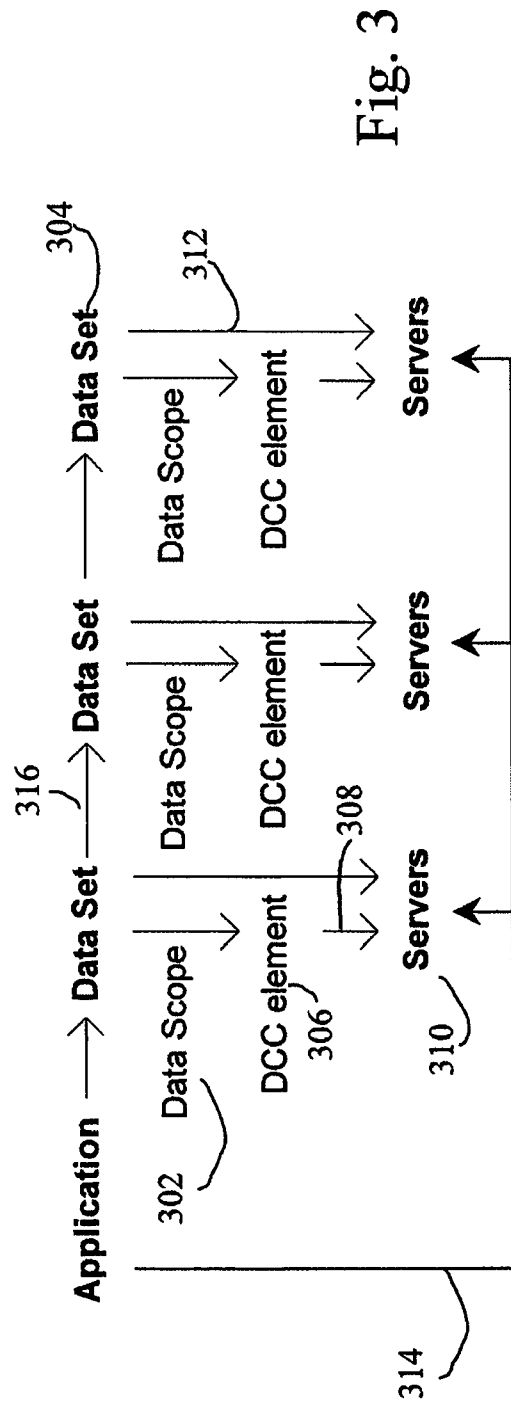 Application
Data Set
316
Data Set
Data Set
304
302
Data Scope
Data Scope
Data Scope
312
DCC element
306
308
DCC element
DCC element
310
Servers
Servers
Servers
314
Fig. 3